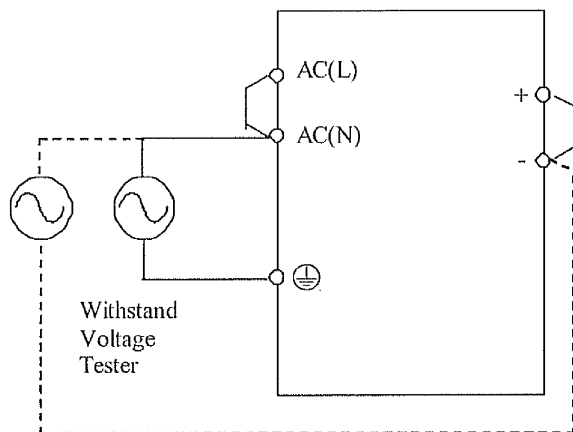 AC(L)
+
AC(N)
-
Withstand
Voltage
Tester